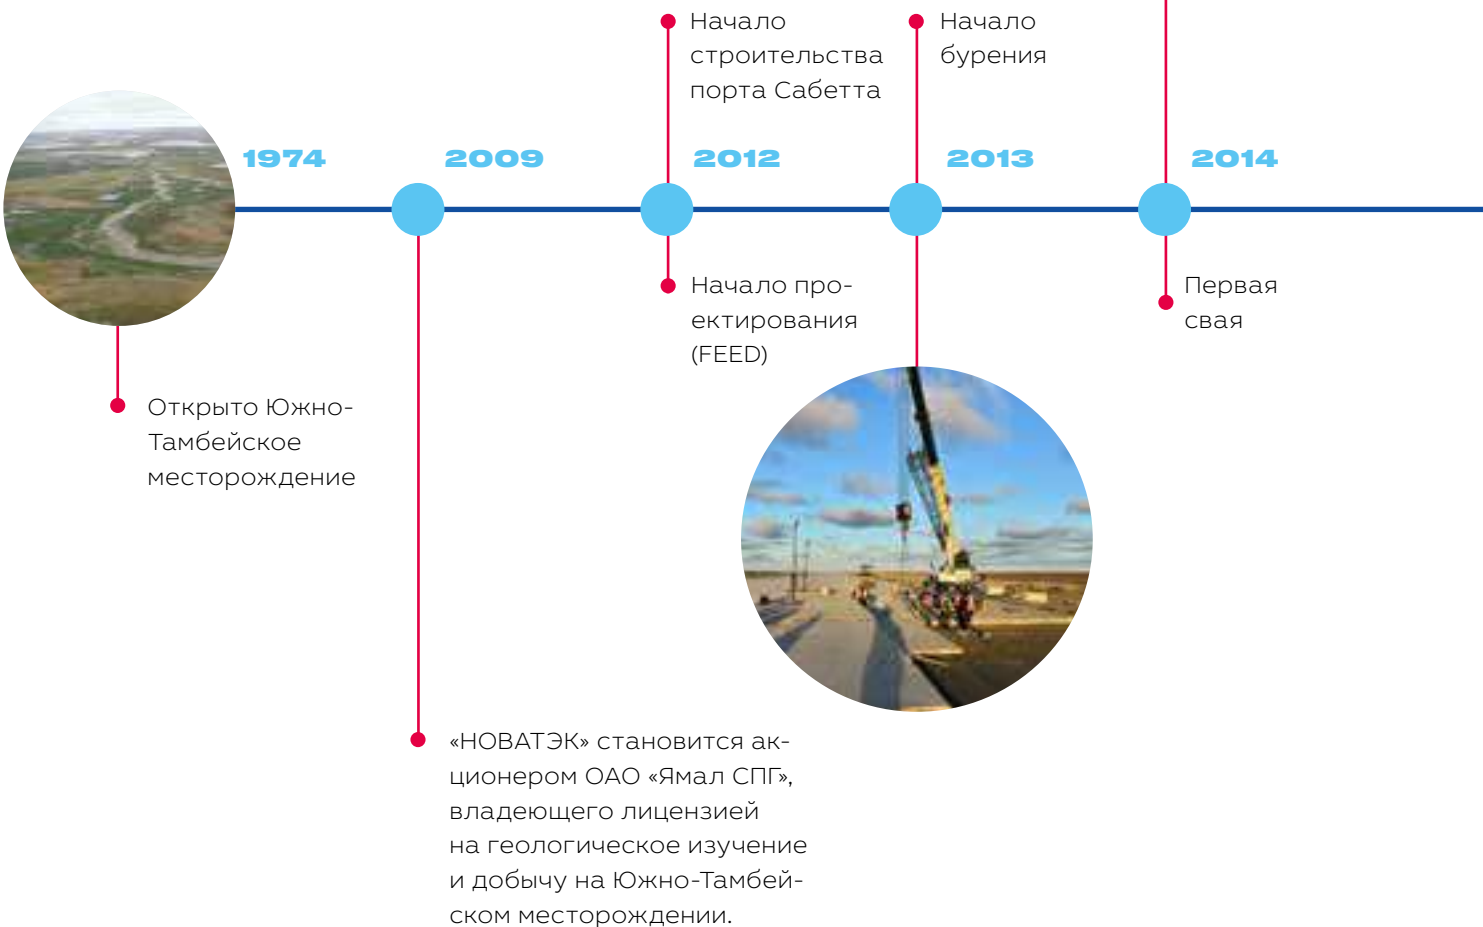 Начало
строительства
порта Сабетта
Начало
бурения
1974
2009
2012
2013
2014
Начало про-
ектирования
(FEED)
Первая
свая
Открыто Южно-
Тамбейское
месторождение
«НОВАТЭК» становится ак-
ционером ОАО «Ямал СПГ»,
владеющего лицензией
на геологическое изучение
и добычу на Южно-Тамбей-
ском месторождении.